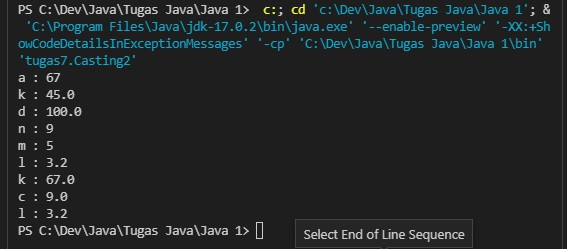 PS C:\Dev\Java\Tugas Java\Java 1>  c:; cd 'c:\Dev\Java\Tugas Java\Java 1'; &
 'C:\Program Files\Java\jdk-17.0.2\bin\java.exe' '--enable-preview' '-XX:+Sh
owCodeDetailsInExceptionMessages' '-cp' 'C:\Dev\Java\Tugas Java\Java 1\bin'
'tugas7.Casting2'
a : 67
k : 45.0
d : 100.0
n : 9
m : 5
l : 3.2
k : 67.0
c : 9.0
l : 3.2
PS C:\Dev\Java\Tugas Java\Java 1>
Select End of Line Sequence